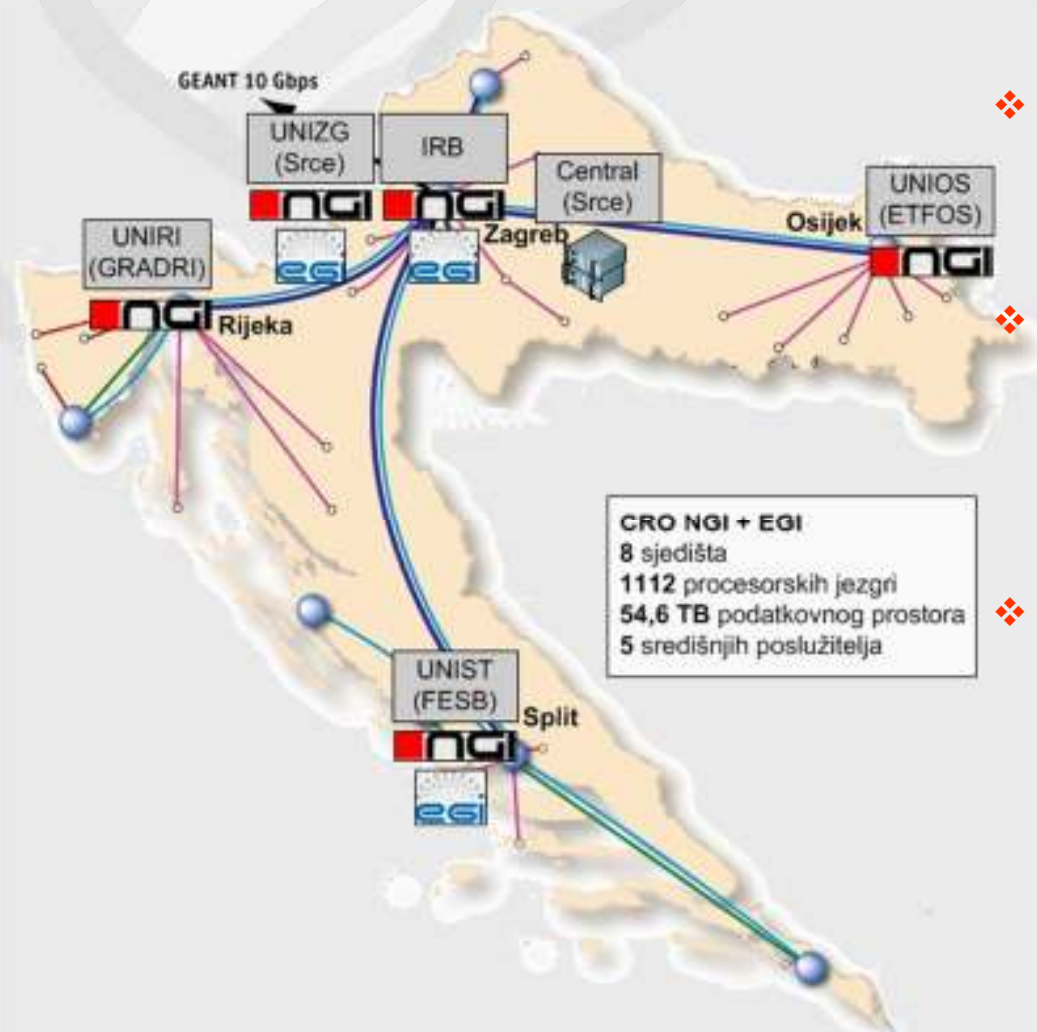 GEANT 10 Gbps
UNIZG
(Srce)
IRB
Central
(Srce)
UNIOS
(ETFOS)
UNIRI
(GRADRI)
ngi
ngi
Zagreb
Osijek
ngi
egi
egi
ngi
Rijeka
CRO NGI + EGI
8 sjedišta
1112 procesorskih jezgri
54,6 TB podatkovnog prostora
5 središnjih poslužitelja
UNIST
(FESB)
Split
ngi
egi